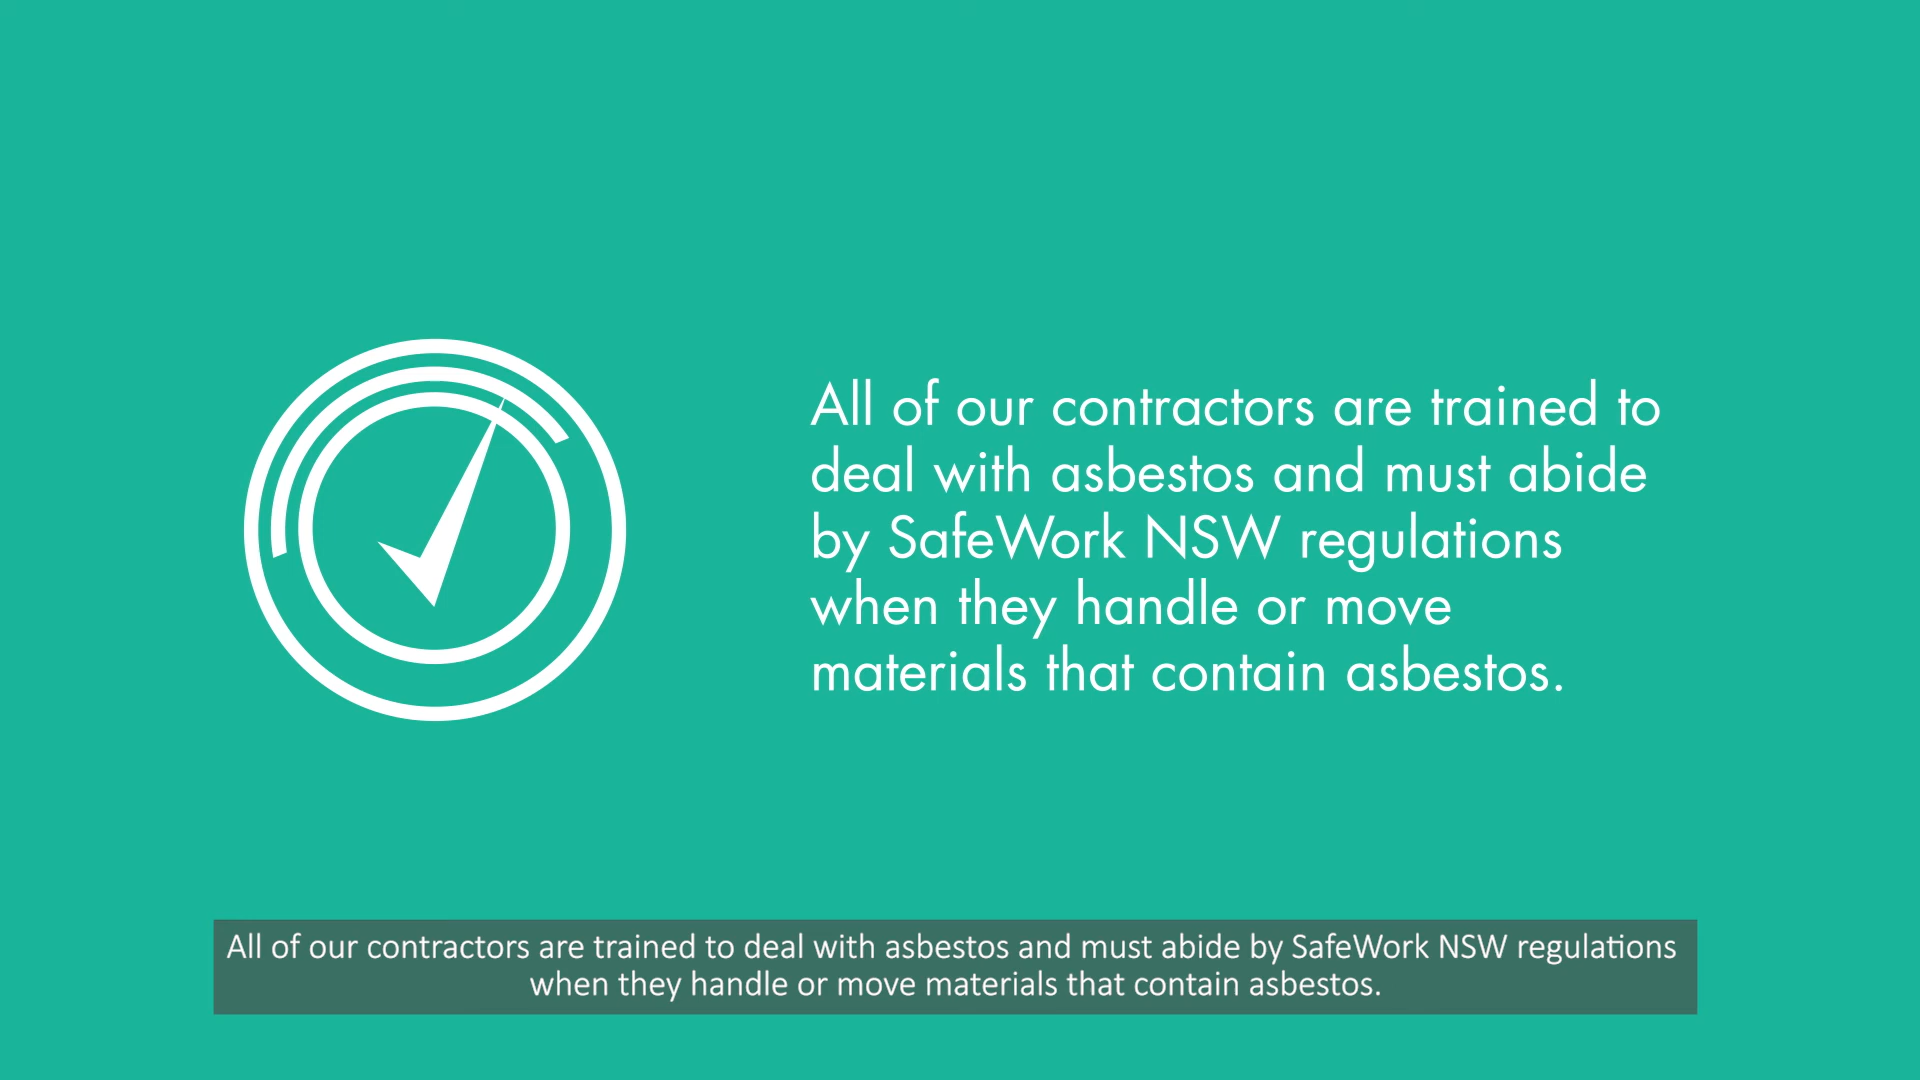 All of our contractors are trained to
deal with asbestos and must abide
by SafeWork NSW regulations
when they handle or move
materials that contain asbestos.
All of our contractors are trained to deal with asbestos and must abide by SafeWork NSW regulations
when they handle or move materials that contain asbestos.